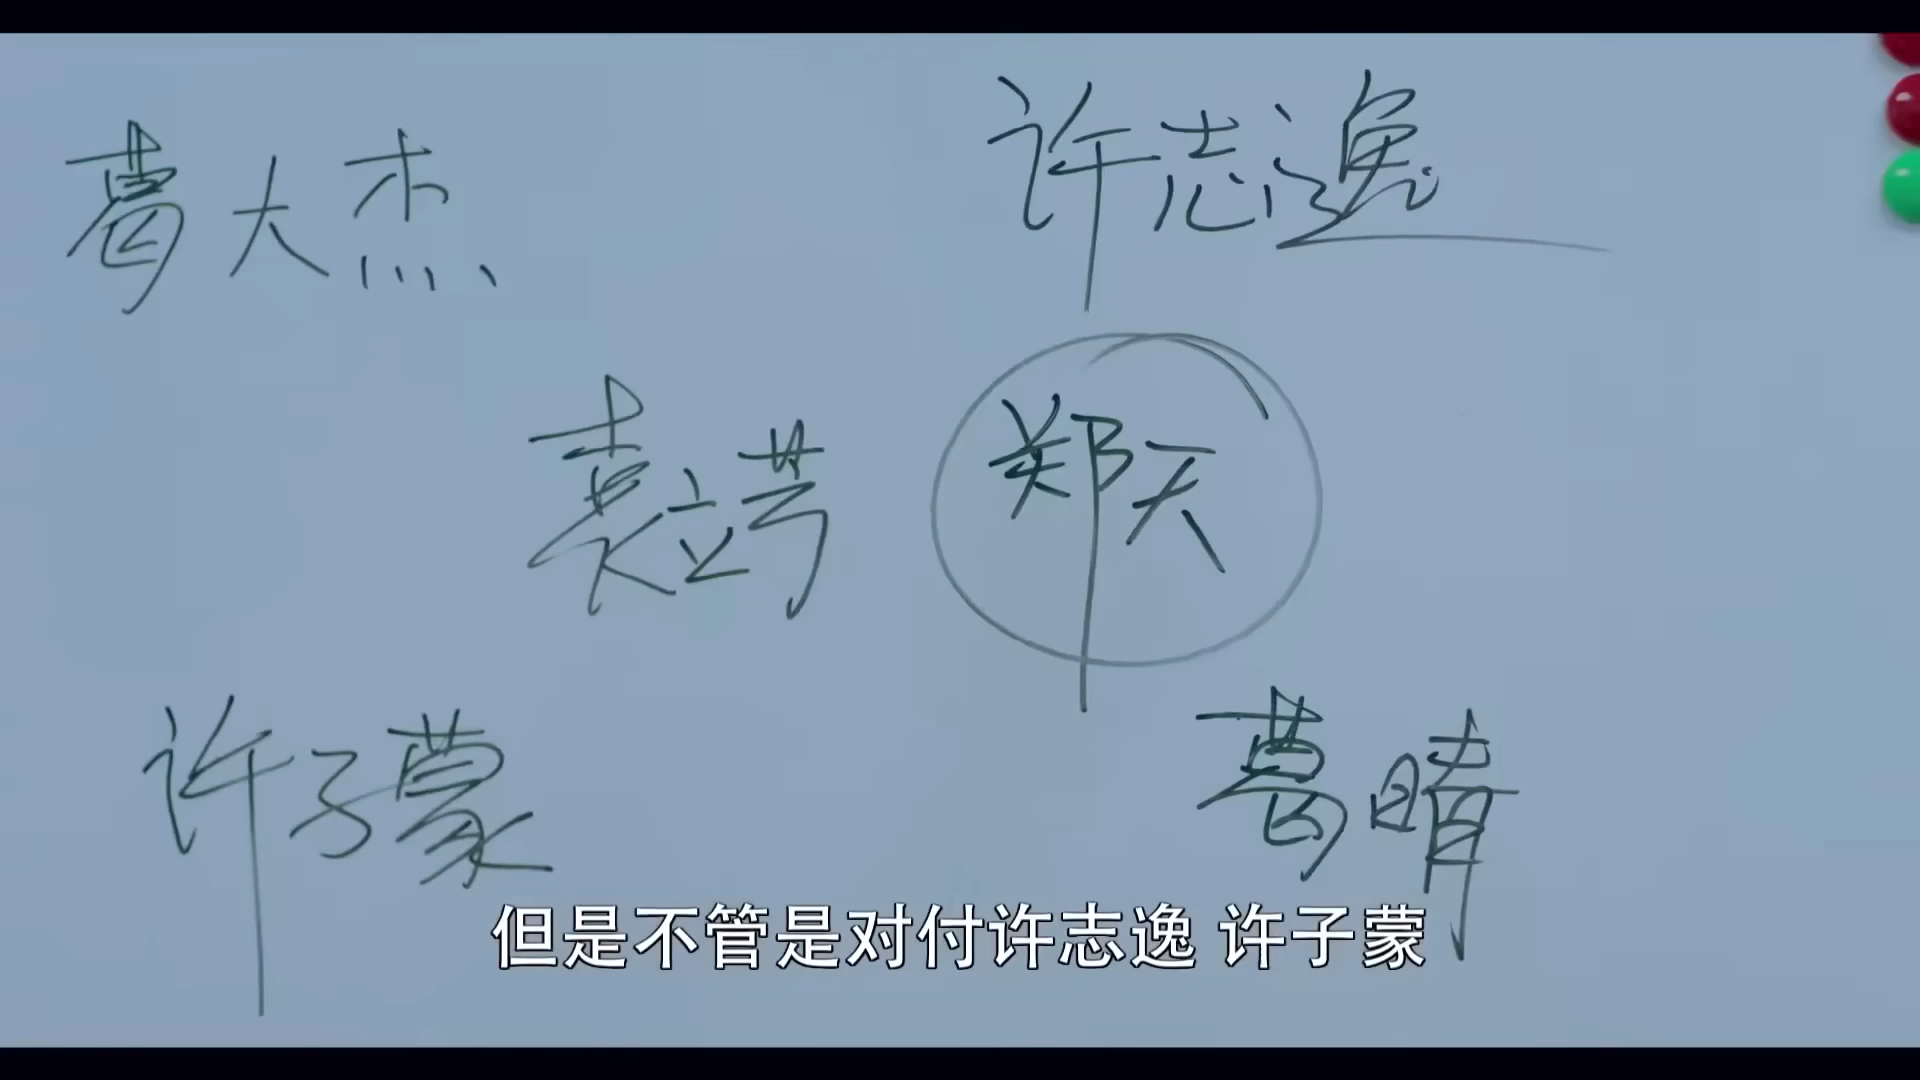 葛大杰
许志逸
袁立芳
郑天
许子蒙
葛晴
但是不管是对付许志逸 许子蒙